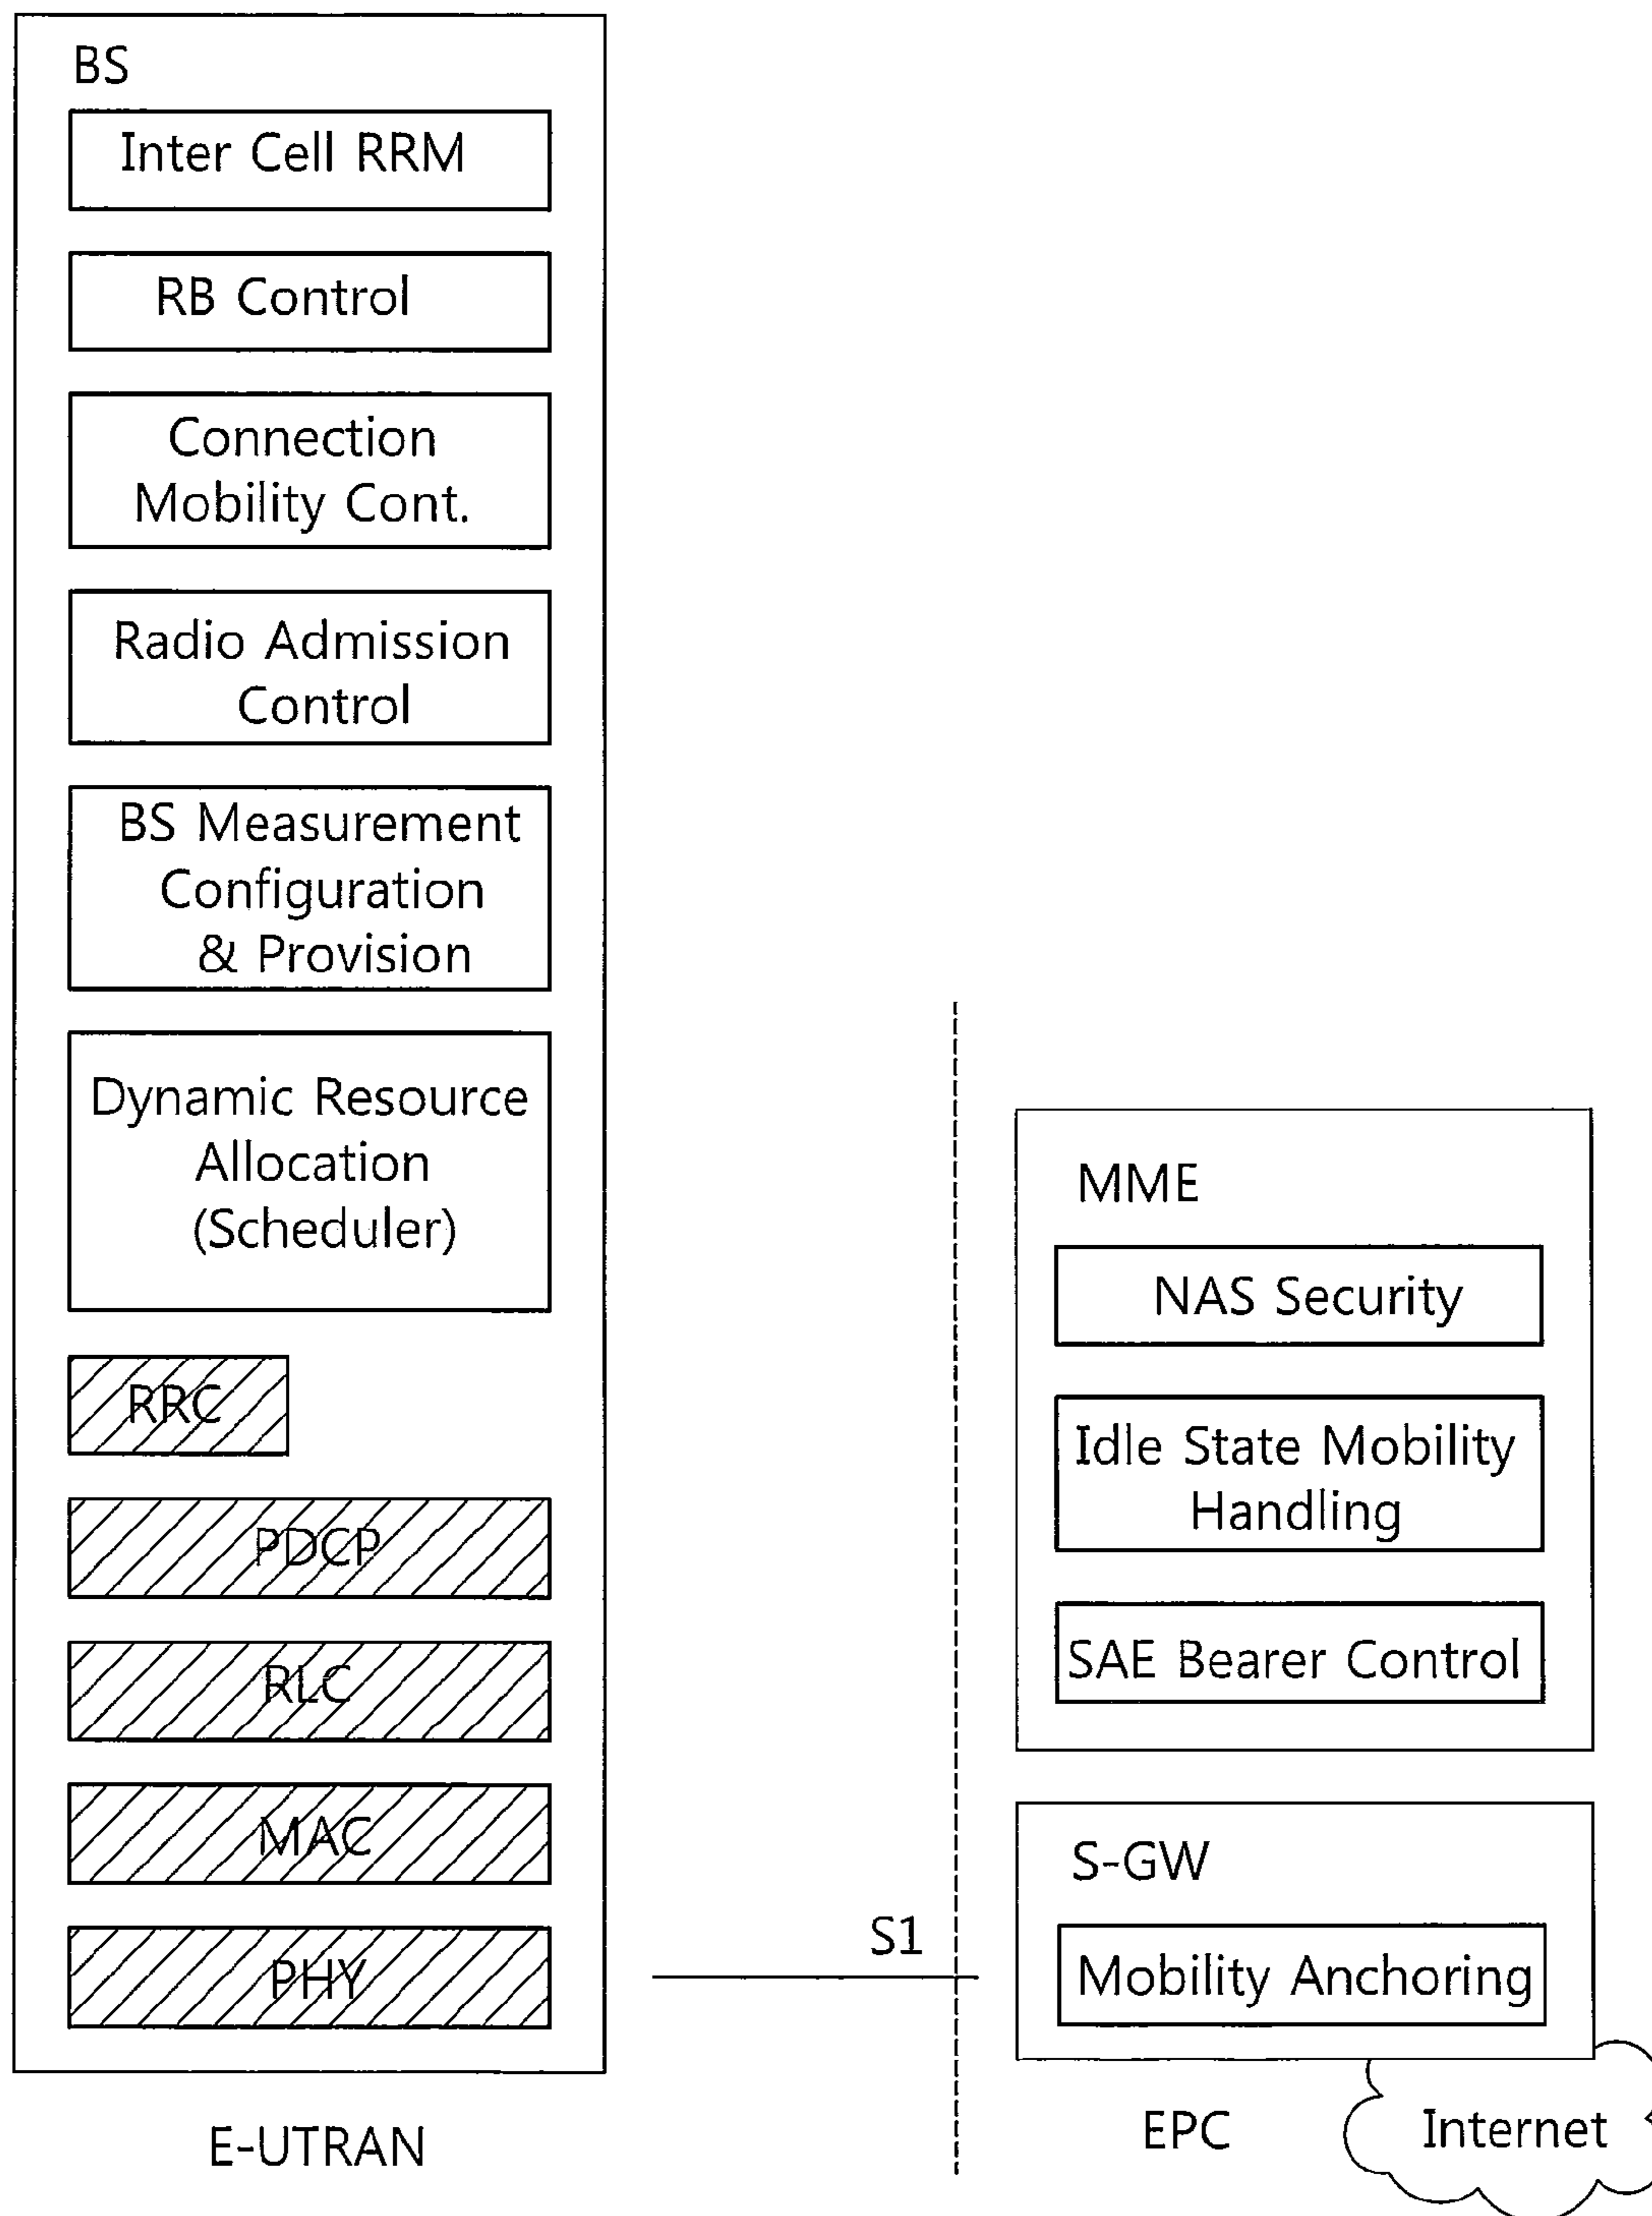 BS
Inter Cell RRM
RB Control
Connection
Mobility Cont.
Radio Admission
Control
BS Measurement
Configuration
& Provision
Dynamic Resource
Allocation
(Scheduler)
RRC
PDCP
RLC
MAC
PHY
E-UTRAN
S1
MME
NAS Security
Idle State Mobility
Handling
SAE Bearer Control
S-GW
Mobility Anchoring
EPC
Internet